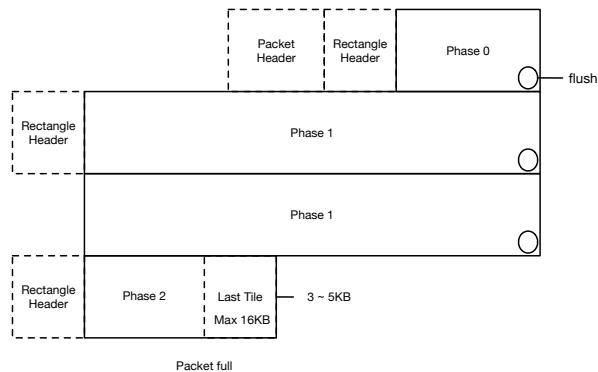 Packet
Header
Rectangle
Header
Phase 0
flush
Rectangle
Header
Phase 1
Phase 1
Rectangle
Header
Phase 2
Last Tile
Max 16KB
3 ~ 5KB
Packet full